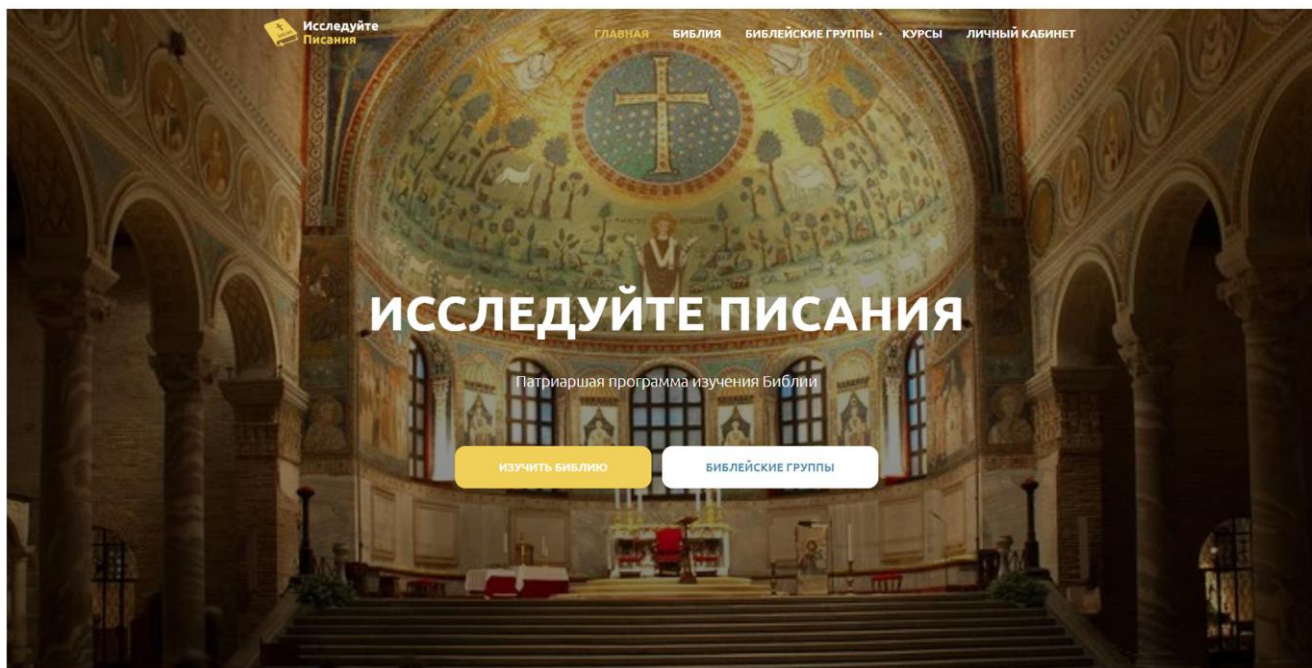 Исследуйте
Писания
ГЛАВНАЯ БИБЛИЯ БИБЛЕЙСКИЕ ГРУППЫ КУРСЫ ЛИЧНЫЙ КАБИНЕТ
ИССЛЕДУЙТЕ ПИСАНИЯ
Патриаршая программа изучения Библии
ИЗУЧИТЬ БИБЛИЮ БИБЛЕЙСКИЕ ГРУППЫ